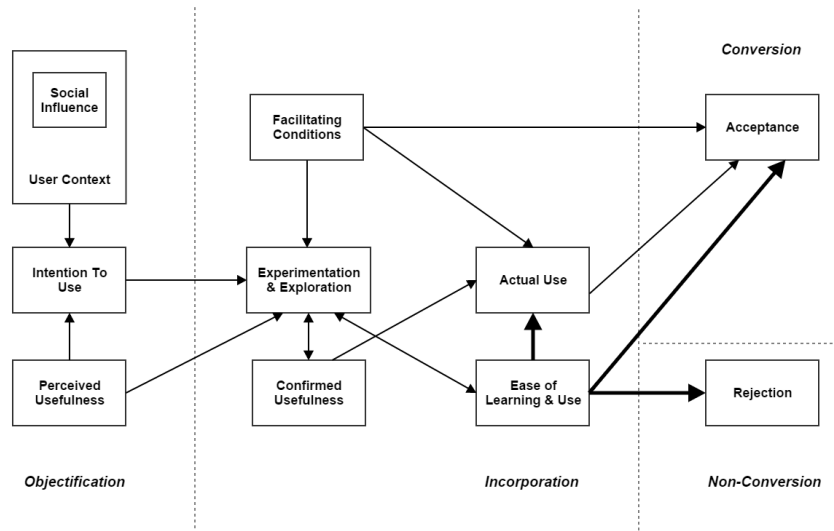 Conversion
Social
Influence
User Context
Facilitating
Conditions
Acceptance
Intention To
Use
Experimentation
& Exploration
Actual Use
Perceived
Usefulness
Confirmed
Usefulness
Ease of
Learning & Use
Rejection
Objectification
Incorporation
Non-Conversion